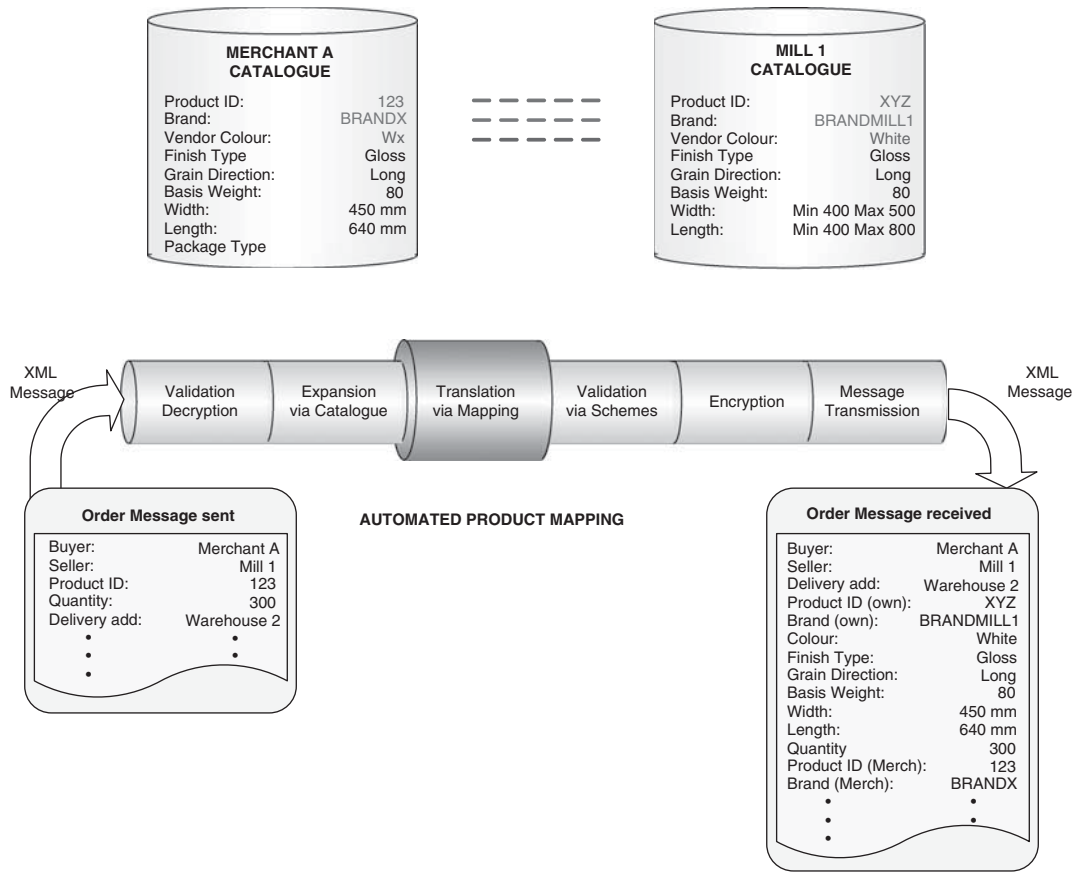 MERCHANT A
CATALOGUE
Product ID: 123
Brand: BRANDX
Vendor Colour: Wx
Finish Type Gloss
Grain Direction: Long
Basis Weight: 80
Width: 450 mm
Length: 640 mm
Package Type
MILL 1
CATALOGUE
Product ID: XYZ
Brand: BRANDMILL1
Vendor Colour: White
Finish Type Gloss
Grain Direction: Long
Basis Weight: 80
Width: Min 400 Max 500
Length: Min 400 Max 800
XML
Message
Validation
Decryption
Expansion
via Catalogue
Translation
via Mapping
Validation
via Schemes
Encryption
Message
Transmission
XML
Message
Order Message sent
Buyer: Merchant A
Seller: Mill 1
Product ID: 123
Quantity: 300
Delivery add: Warehouse 2
AUTOMATED PRODUCT MAPPING
Order Message received
Buyer: Merchant A
Seller: Mill 1
Delivery add: Warehouse 2
Product ID (own): XYZ
Brand (own): BRANDMILL1
Colour: White
Finish Type: Gloss
Grain Direction: Long
Basis Weight: 80
Width: 450 mm
Length: 640 mm
Quantity 300
Product ID (Merch): 123
Brand (Merch): BRANDX